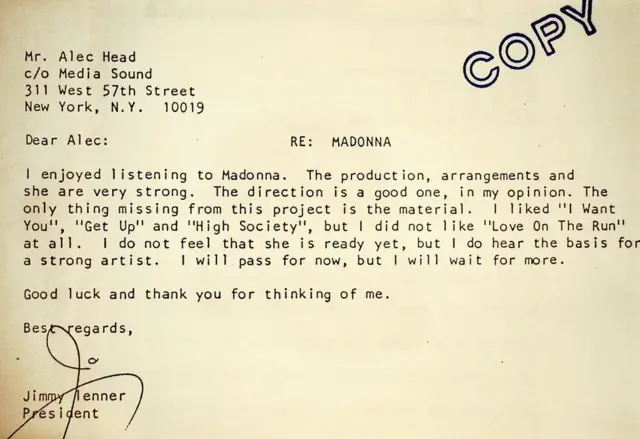 COPY
Mr. Alec Head
c/o Media Sound
311 West 57th Street
New York, N.Y. 10019
Dear Alec: RE: MADONNA
I enjoyed listening to Madonna. The production, arrangements and
she are very strong. The direction is a good one, in my opinion. The
only thing missing from this project is the material. I liked "I Want
You", "Get Up" and "High Society", but I did not like "Love On The Run"
at all. I do not feel that she is ready yet, but I do hear the basis for
a strong artist. I will pass for now, but I will wait for more.
Good luck and thank you for thinking of me.
Best regards,
Jimmy Ienner
President